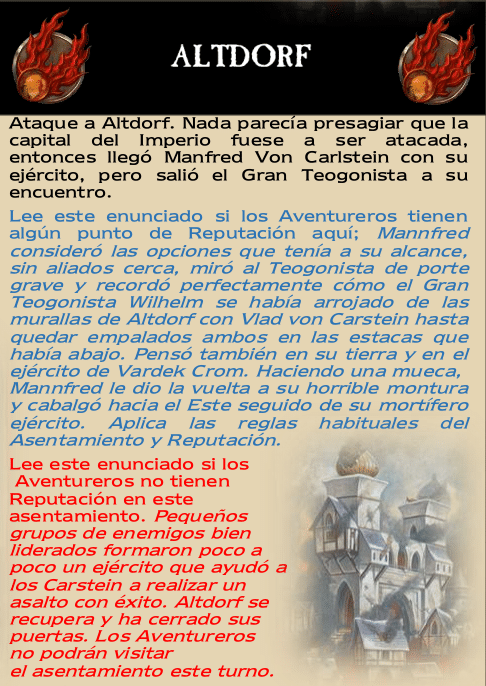 ALTDORF
Ataque a Altdorf. Nada parecía presagiar que la
capital del Imperio fuese a ser atacada,
entonces llegó Manfred Von Carlstein con su
ejército, pero salió el Gran Teogonista a su
encuentro.
Lee este enunciado si los Aventureros tienen
algún punto de Reputación aquí; Mannfred
consideró las opciones que tenía a su alcance,
sin aliados cerca, miró al Teogonista de porte
grave y recordó perfectamente cómo el Gran
Teogonista Wilhelm se había arrojado de las
murallas de Altdorf con Vlad von Carstein hasta
quedar empalados ambos en las estacas que
había abajo. Pensó también en su tierra y en el
ejército de Vardek Crom. Haciendo una mueca,
Mannfred le dio la vuelta a su horrible montura
y cabalgó hacia el Este seguido de su mortífero
ejército. Aplica las reglas habituales del
Asentamiento y Reputación.
Lee este enunciado si los
Aventureros no tienen
Reputación en este
asentamiento. Pequeños
grupos de enemigos bien
liderados formaron poco a
poco un ejército que ayudó a
los Carstein a realizar un
asalto con éxito. Altdorf se
recupera y ha cerrado sus
puertas. Los Aventureros
no podrán visitar
el asentamiento este turno.